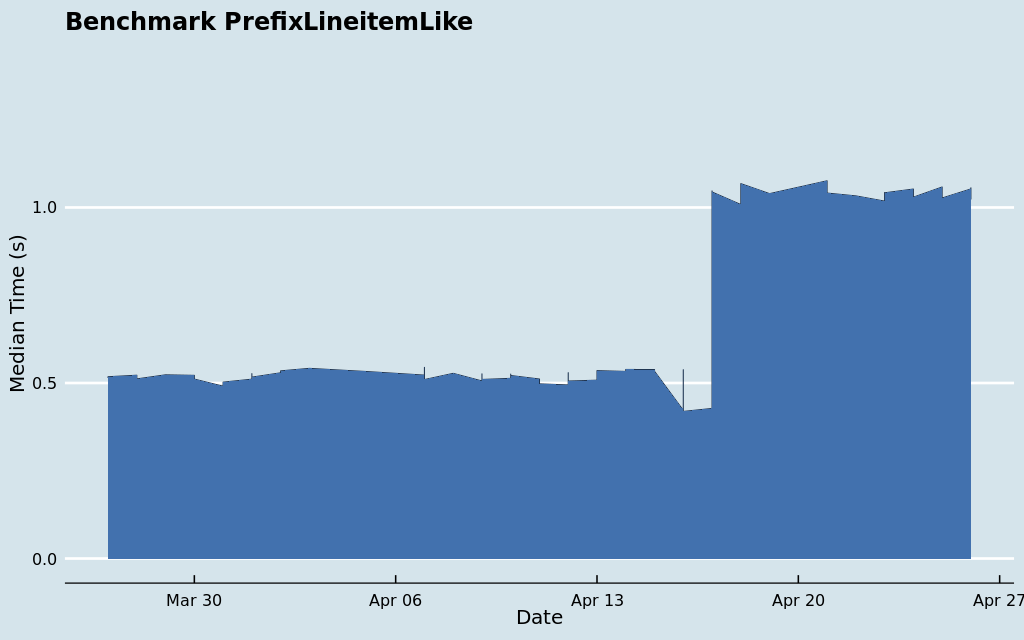 Benchmark PrefixLineitemLike
Median Time (s)
1.0
0.5
0.0
Mar 30
Apr 06
Apr 13
Apr 20
Apr 27
Date